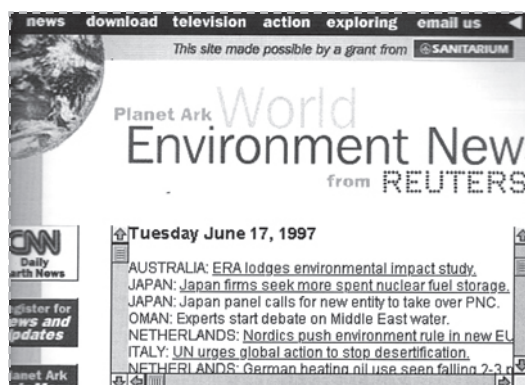 news download television action exploring email us
This site made possible by a grant from SANITARIUM
Planet Ark World
Environment New
from REUTERS
CNN
Daily
arth News
gister for
ws and
pdates
lanet Ark
Tuesday June 17, 1997
AUSTRALIA: ERA lodges environmental impact study.
JAPAN: Japan firms seek more spent nuclear fuel storage.
JAPAN: Japan panel calls for new entity to take over PNC.
OMAN: Experts start debate on Middle East water.
NETHERLANDS: Nordics push environment rule in new EU
ITALY: UN urges global action to stop desertification.
NETHERLANDS: German heating oil use seen falling 2-3